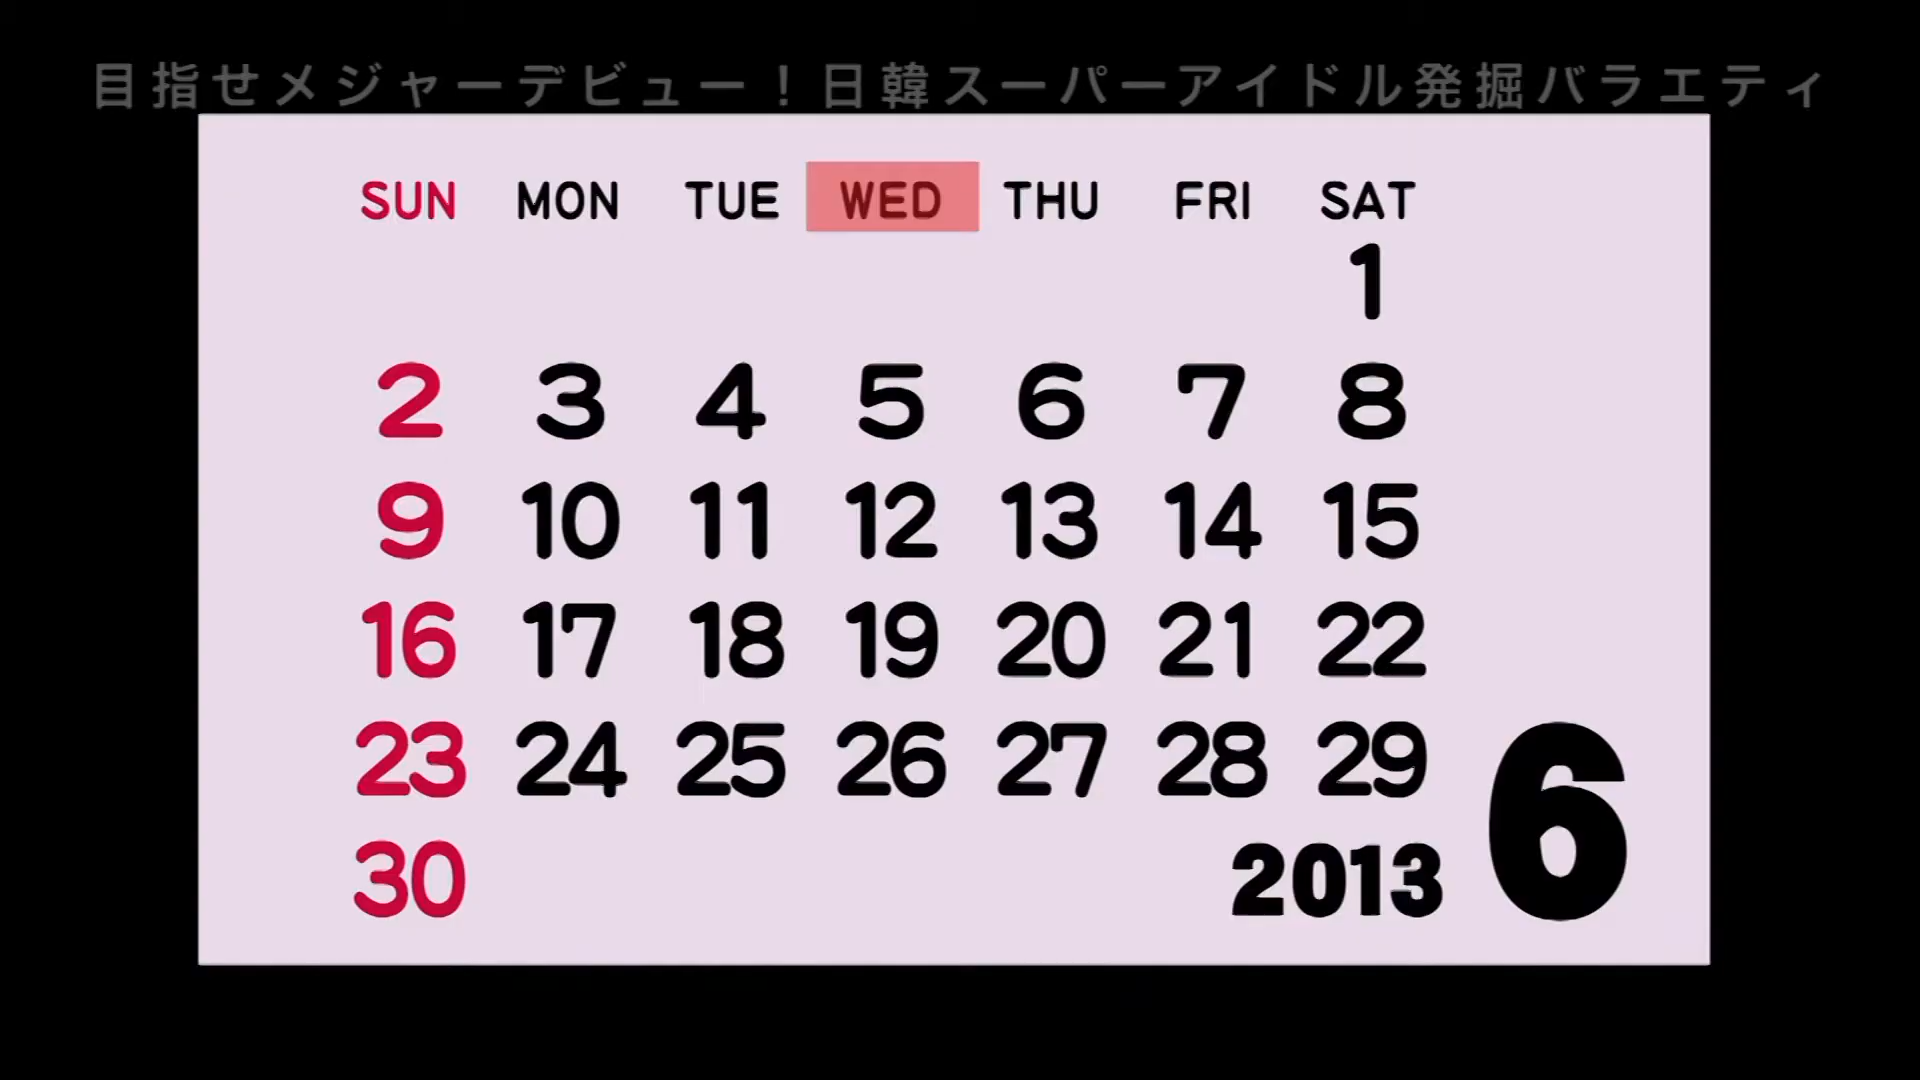 目指せメジャーデビュー！日韓スーパーアイドル発掘バラエティ
SUN MON TUE WED THU FRI SAT
1
2 3 4 5 6 7 8
9 10 11 12 13 14 15
16 17 18 19 20 21 22
23 24 25 26 27 28 29
30
2013 6